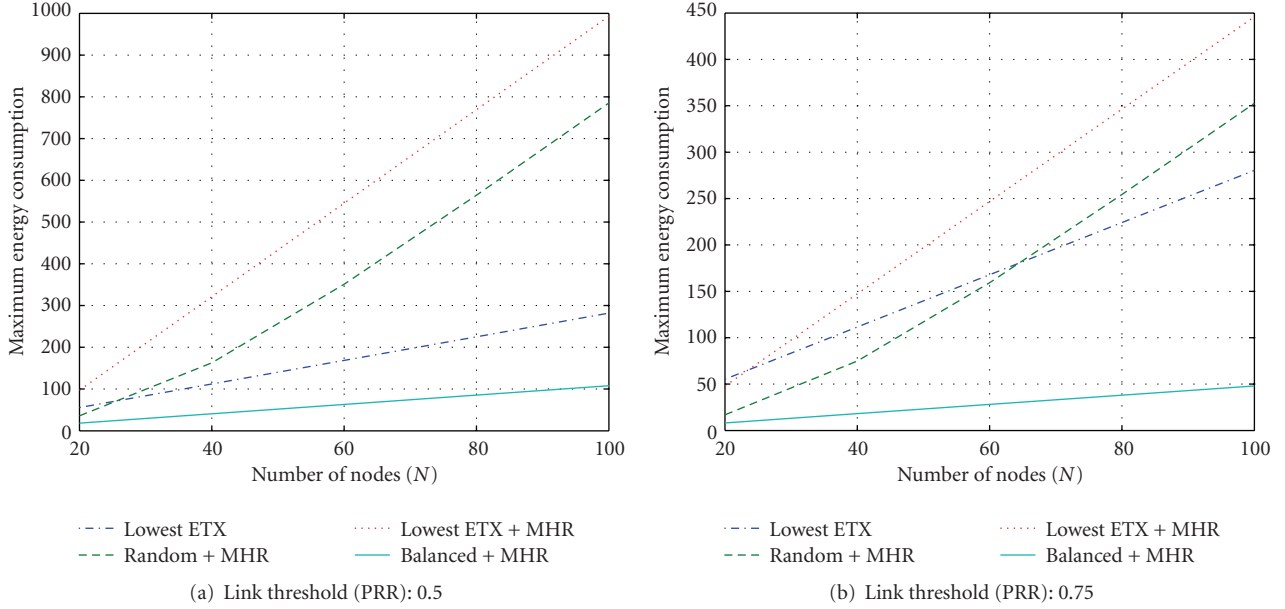 1000
900
800
700
600
500
400
300
200
100
0
Maximum energy consumption
20 40 60 80 100
Number of nodes (N)
Lowest ETX
Random + MHR
Lowest ETX + MHR
Balanced + MHR
(a) Link threshold (PRR): 0.5
450
400
350
300
250
200
150
100
50
0
Maximum energy consumption
20 40 60 80 100
Number of nodes (N)
Lowest ETX
Random + MHR
Lowest ETX + MHR
Balanced + MHR
(b) Link threshold (PRR): 0.75